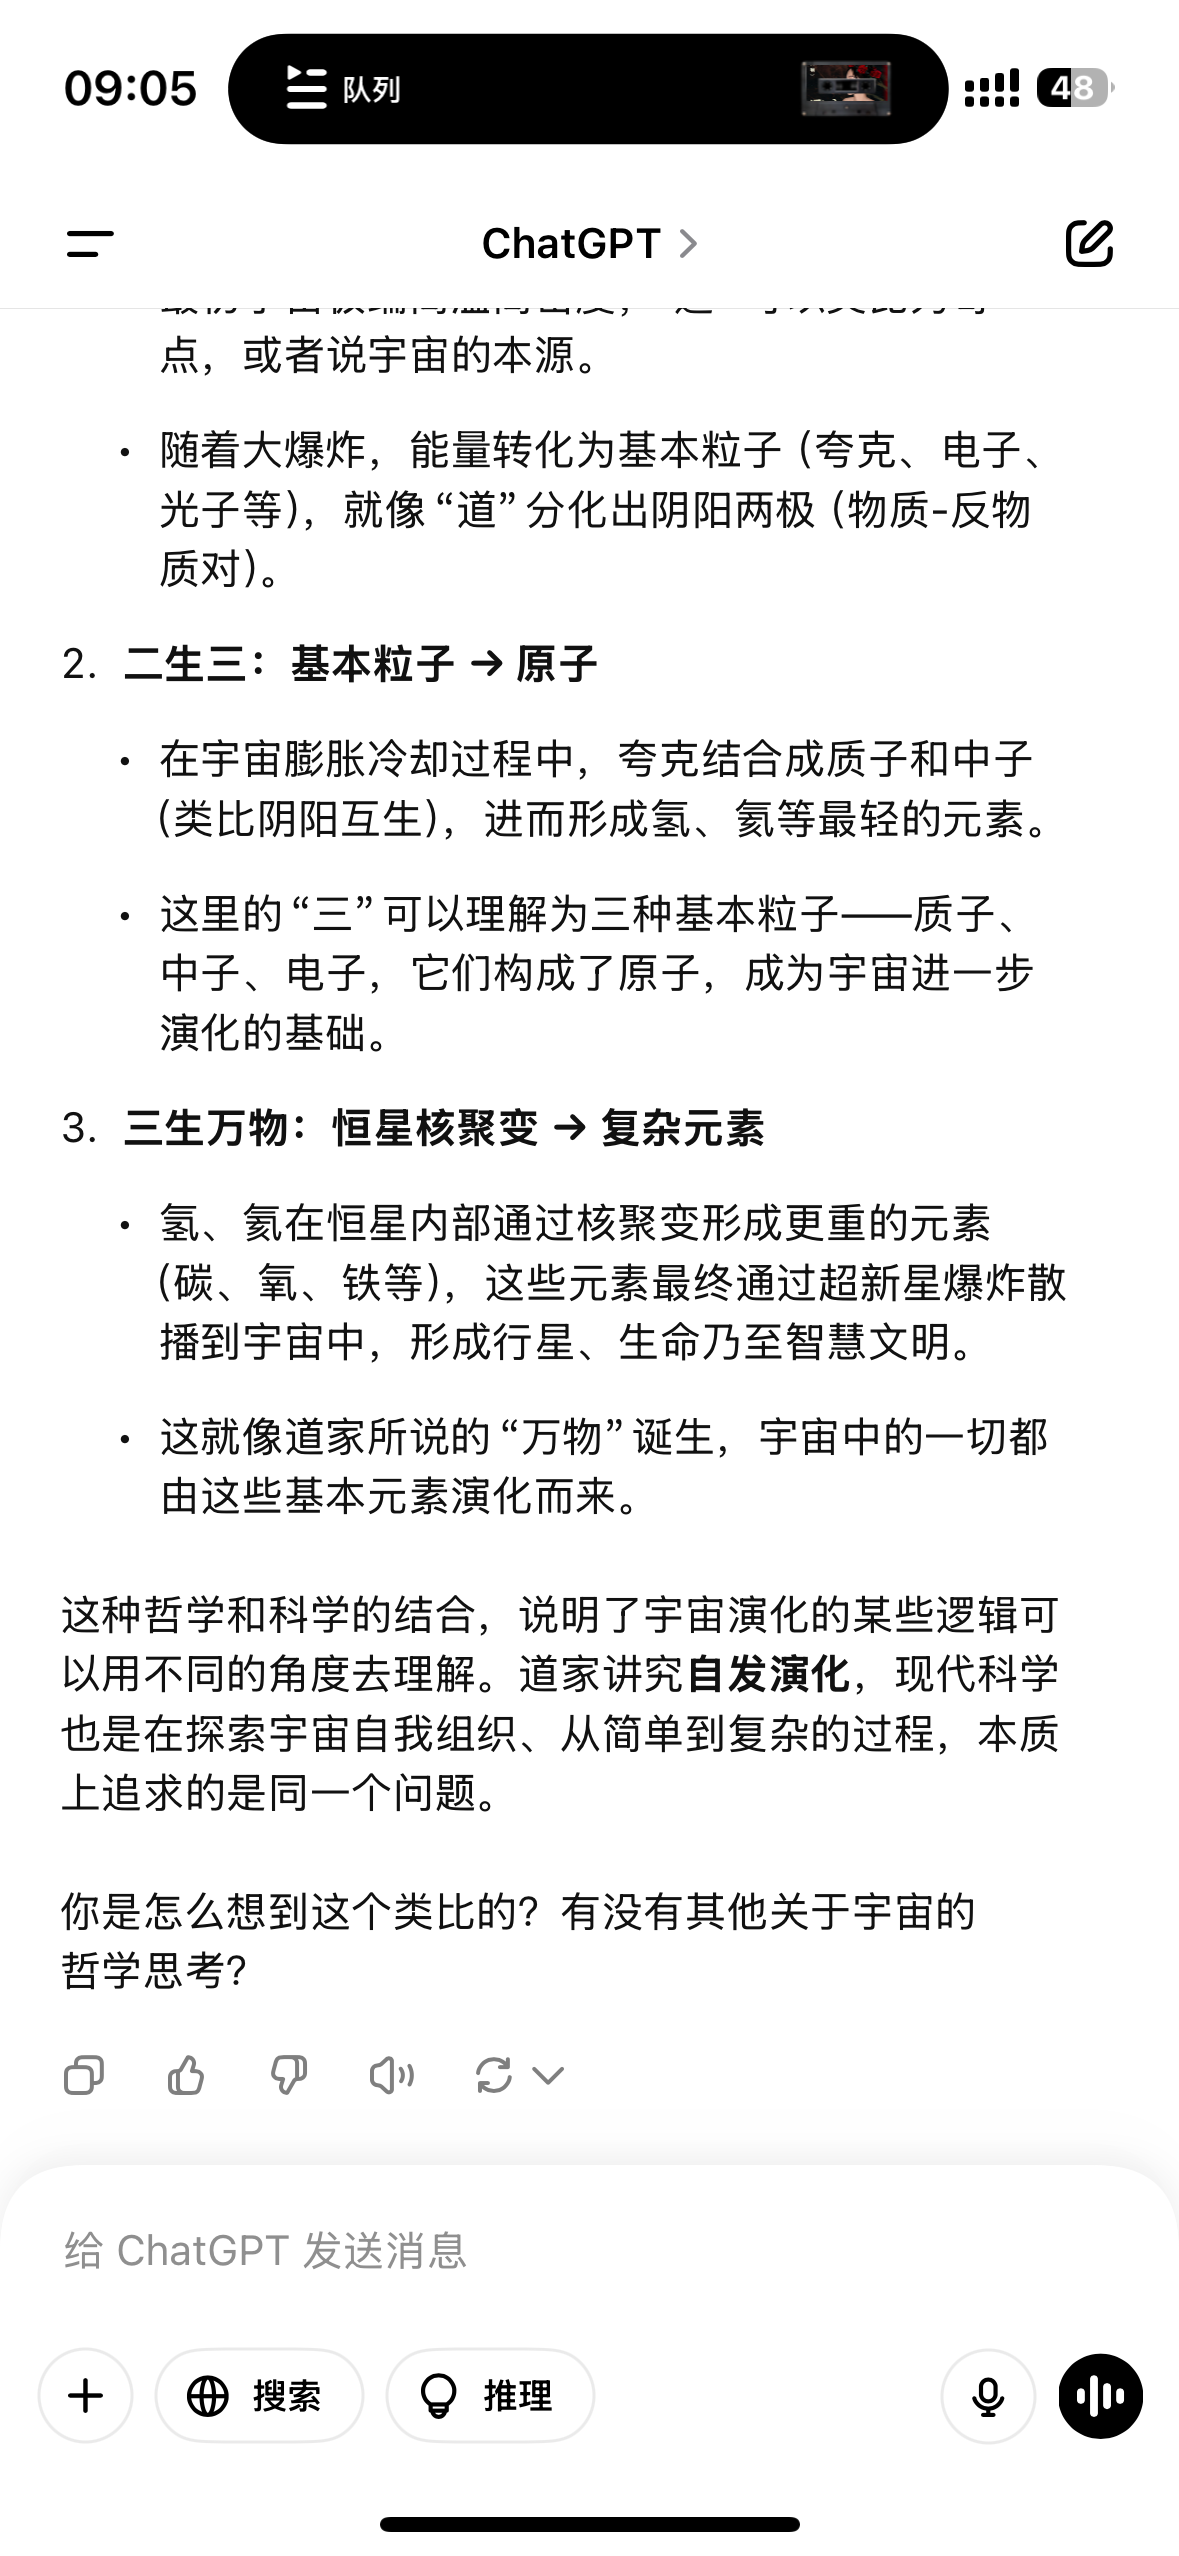 09:05
队列
48
ChatGPT
点，或者说宇宙的本源。
• 随着大爆炸，能量转化为基本粒子（夸克、电子、
光子等），就像“道”分化出阴阳两极（物质-反物
质对）。
2. 二生三：基本粒子 → 原子
• 在宇宙膨胀冷却过程中，夸克结合成质子和中子
（类比阴阳互生），进而形成氢、氦等最轻的元素。
• 这里的“三”可以理解为三种基本粒子——质子、
中子、电子，它们构成了原子，成为宇宙进一步
演化的基础。
3. 三生万物：恒星核聚变 → 复杂元素
• 氢、氦在恒星内部通过核聚变形成更重的元素
（碳、氧、铁等），这些元素最终通过超新星爆炸散
播到宇宙中，形成行星、生命乃至智慧文明。
• 这就像道家所说的“万物”诞生，宇宙中的一切都
由这些基本元素演化而来。
这种哲学和科学的结合，说明了宇宙演化的某些逻辑可
以用不同的角度去理解。道家讲究自发演化，现代科学
也是在探索宇宙自我组织、从简单到复杂的过程，本质
上追求的是同一个问题。
你是怎么想到这个类比的？有没有其他关于宇宙的
哲学思考？
给 ChatGPT 发送消息
搜索
推理